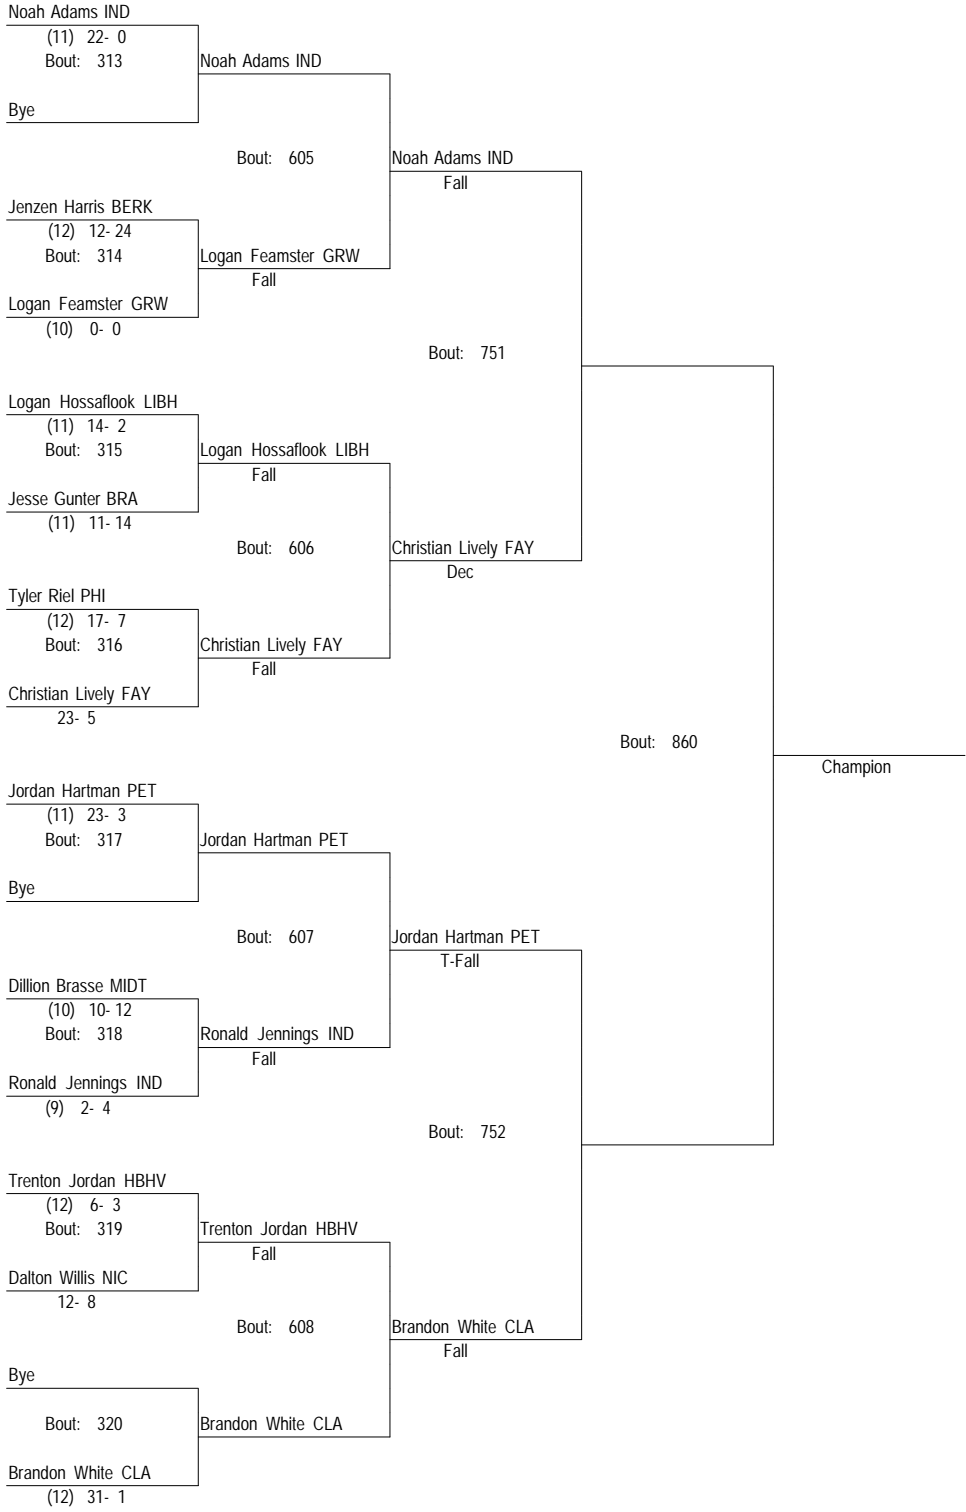 Noah Adams IND
(11) 22- 0
Bout: 313
Noah Adams IND
Bye
Bout: 605
Noah Adams IND
Fall
Jenzen Harris BERK
(12) 12-24
Bout: 314
Logan Feamster GRW
Fall
Logan Feamster GRW
(10) 0- 0
Bout: 751
Logan Hossaflook LIBH
(11) 14- 2
Bout: 315
Logan Hossaflook LIBH
Fall
Jesse Gunter BRA
(11) 11-14
Bout: 606
Christian Lively FAY
Dec
Tyler Riel PHI
(12) 17- 7
Bout: 316
Christian Lively FAY
Fall
Christian Lively FAY
23- 5
Bout: 860
Champion
Jordan Hartman PET
(11) 23- 3
Bout: 317
Jordan Hartman PET
Bye
Bout: 607
Jordan Hartman PET
T-Fall
Dillion Brasse MIDT
(10) 10-12
Bout: 318
Ronald Jennings IND
Fall
Ronald Jennings IND
(9) 2- 4
Bout: 752
Trenton Jordan HBHV
(12) 6- 3
Bout: 319
Trenton Jordan HBHV
Fall
Dalton Willis NIC
12- 8
Bout: 608
Brandon White CLA
Fall
Bye
Bout: 320
Brandon White CLA
Brandon White CLA
(12) 31- 1